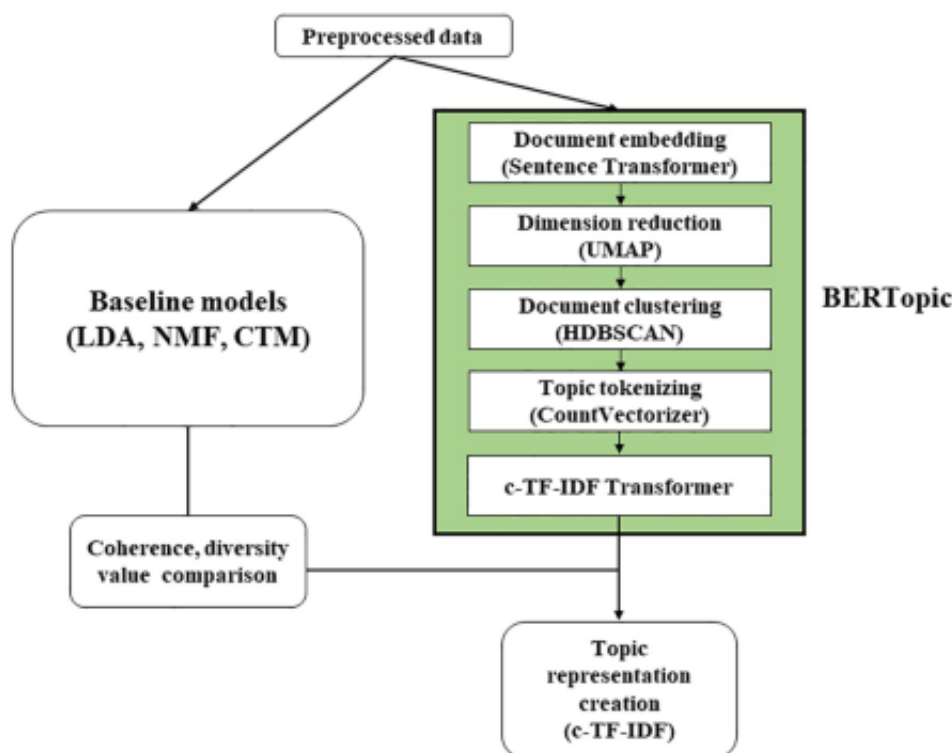 Preprocessed data
Document embedding
(Sentence Transformer)
Dimension reduction
(UMAP)
Document clustering
(HDBSCAN)
Topic tokenizing
(CountVectorizer)
c-TF-IDF Transformer
BERTopic
Baseline models
(LDA, NMF, CTM)
Coherence, diversity
value comparison
Topic
representation
creation
(c-TF-IDF)